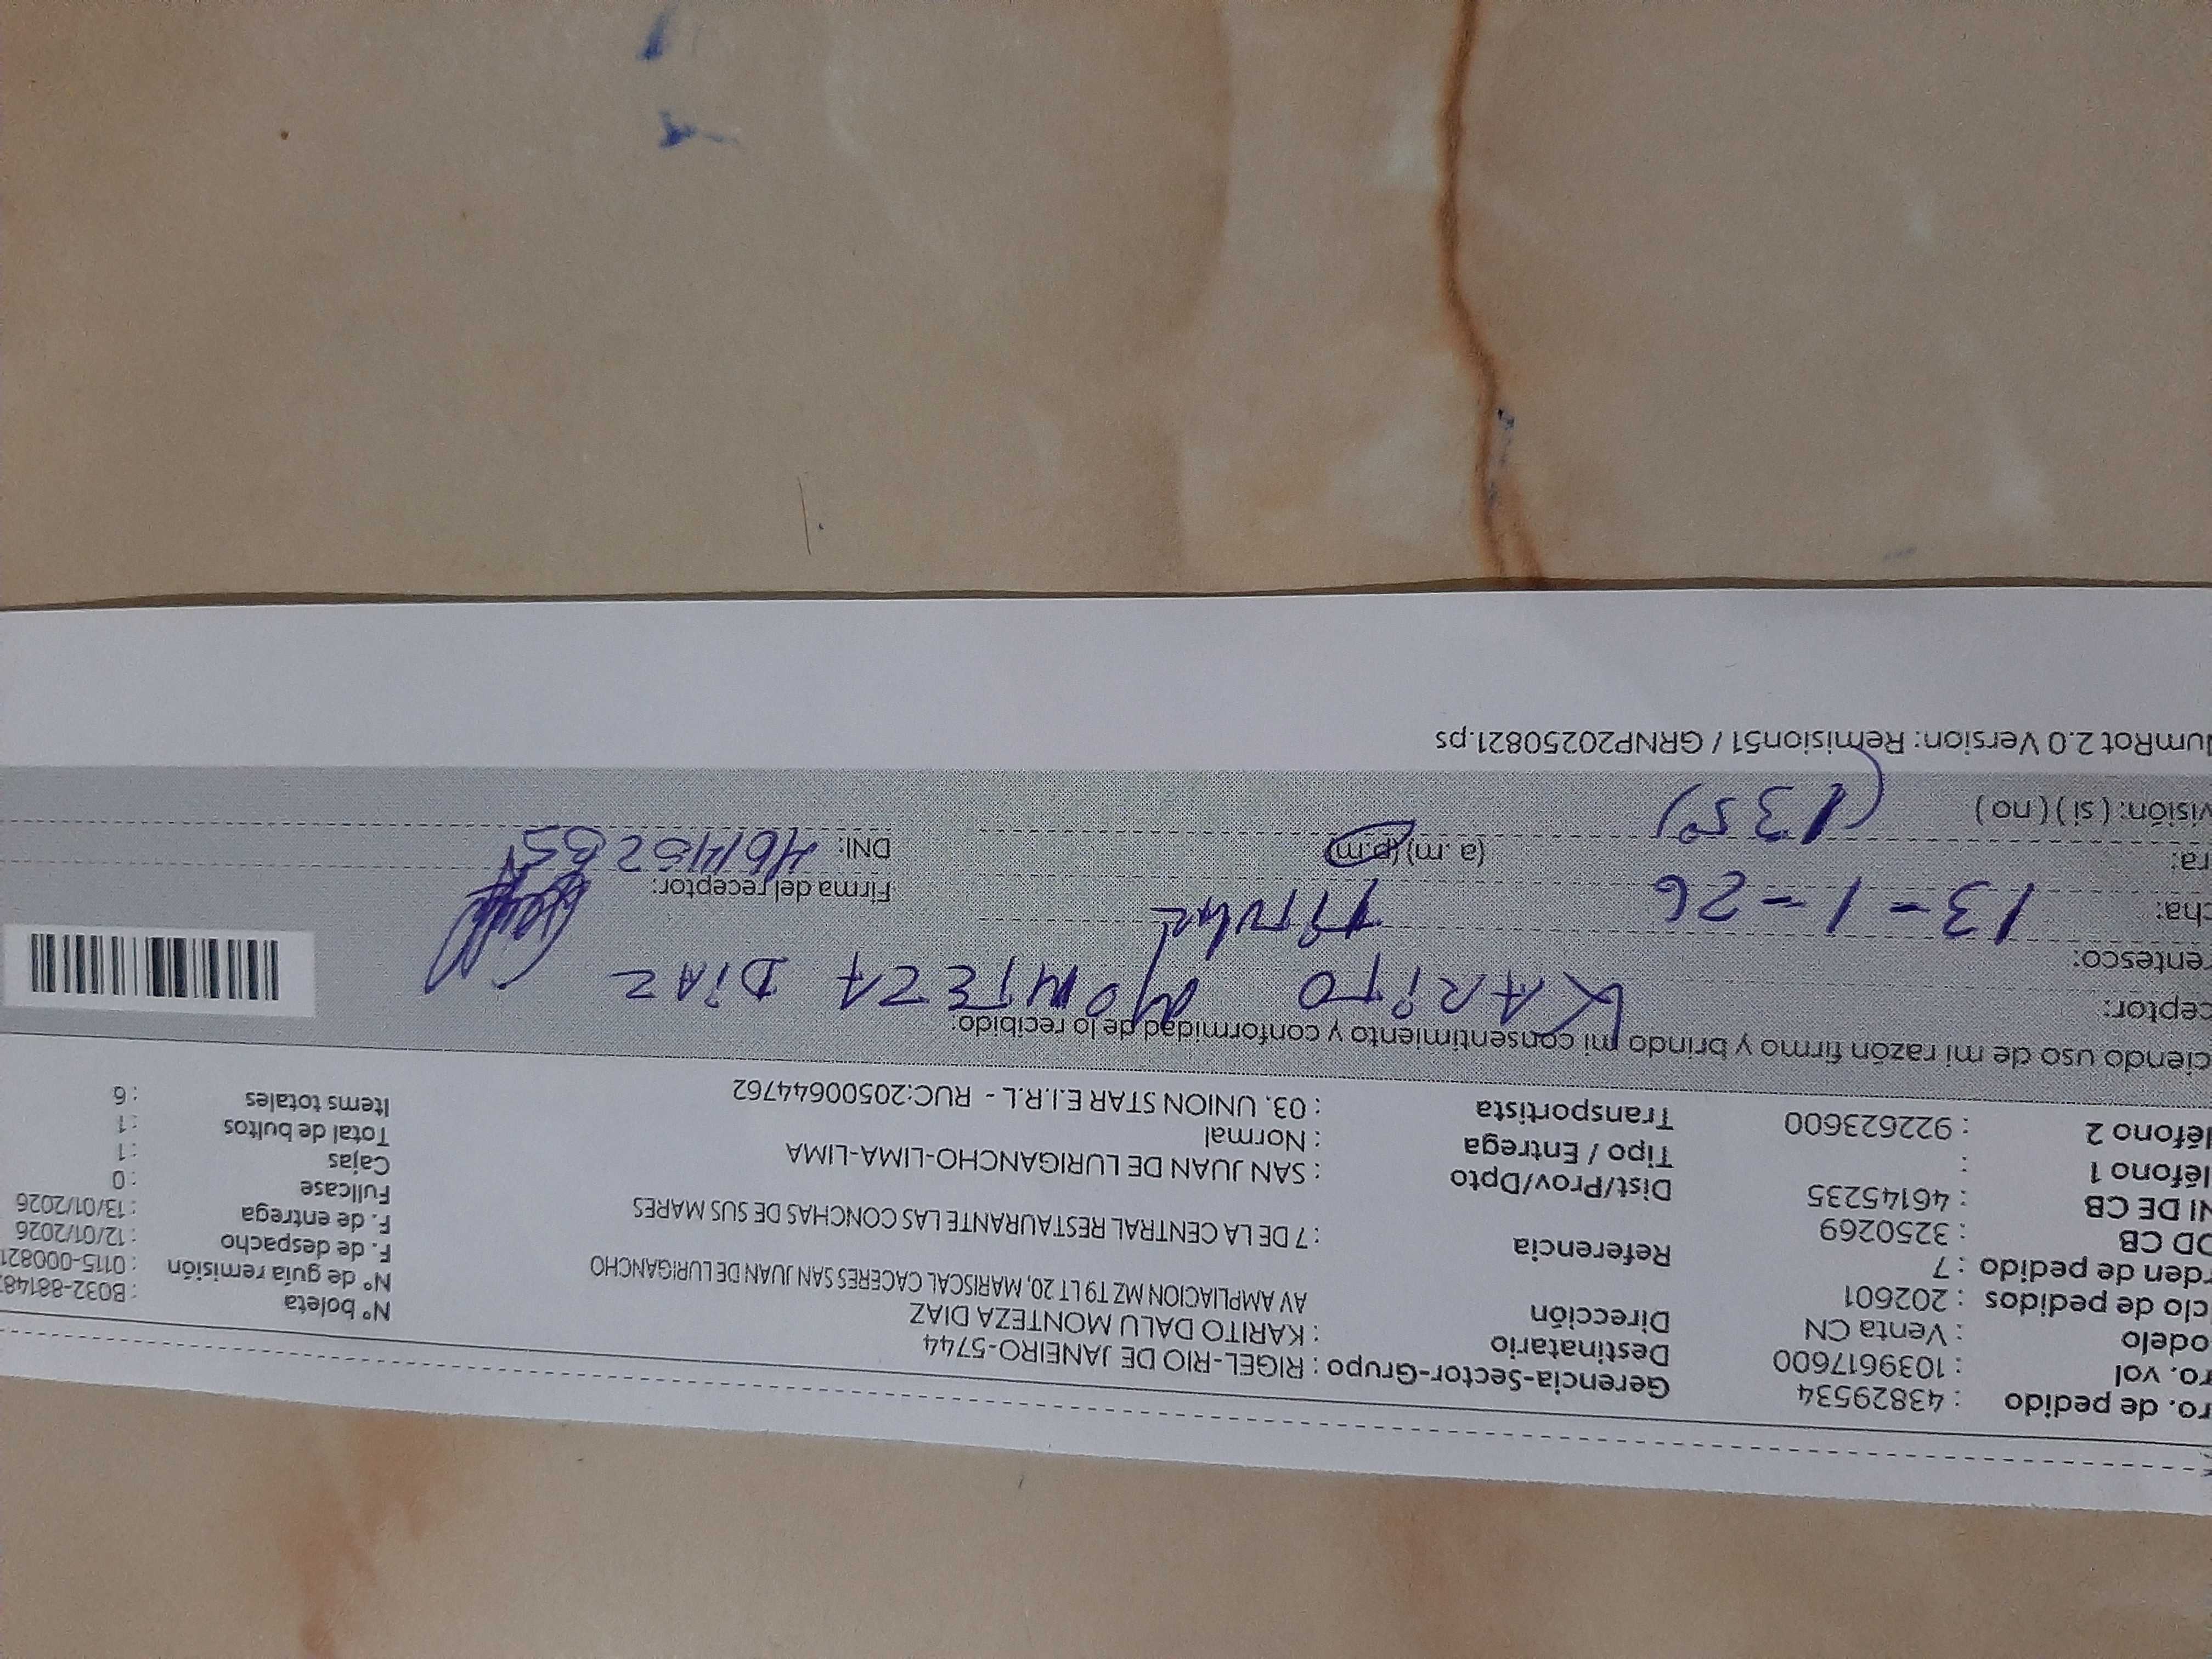 ro. de pedido : 43829534
ro. vol : 1039617600
odelo : Venta CN
clo de pedidos : 202601
rden de pedido : 7
OD CB : 3250269
NI DE CB : 46145235
léfono 1 :
léfono 2 : 922623600
Gerencia-Sector-Grupo : RIGEL-RIO DE JANEIRO-5744
Destinatario : KARITO DALU MONTEZA DIAZ
Dirección AV AMPLIACION MZ T9 LT 20, MARISCAL CACERES SAN JUAN DE LURIGANCHO
Referencia : 7 DE LA CENTRAL RESTAURANTE LAS CONCHAS DE SUS MARES
Dist/Prov/Dpto : SAN JUAN DE LURIGANCHO-LIMA-LIMA
Tipo / Entrega : Normal
Transportista : 03. UNION STAR E.I.R.L - RUC:20500644762
N° boleta : B032-88148
N° de guía remisión : 0115-000821
F. de despacho : 12/01/2026
F. de entrega : 13/01/2026
Fullcase : 0
Cajas : 1
Total de bultos : 1
Items totales : 6
ciendo uso de mi razón firmo y brindo mi consentimiento y conformidad de lo recibido:
ceptor: KARITO MONTEZA DIAZ
rentesco: Titular
cha: 13-1-26
Firma del receptor:
ra: (135°) (a. m) (p.m)
DNI: 46145235
visión: ( si ) ( no )
umRot 2.0 Version: Remision51 / GRNP20250821.ps